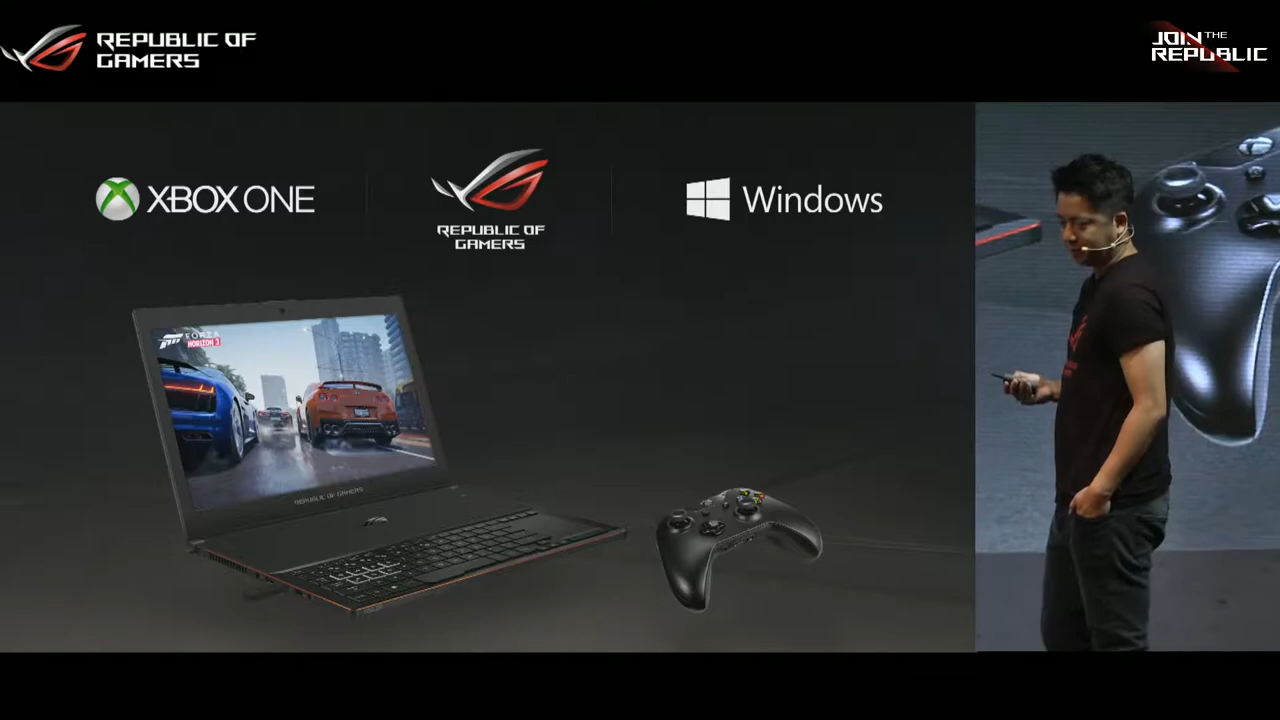 REPUBLIC OF
GAMERS
JOIN THE
REPUBLIC
XBOX ONE
REPUBLIC OF
GAMERS
Windows
FORZA
HORIZON 3
REPUBLIC OF GAMERS